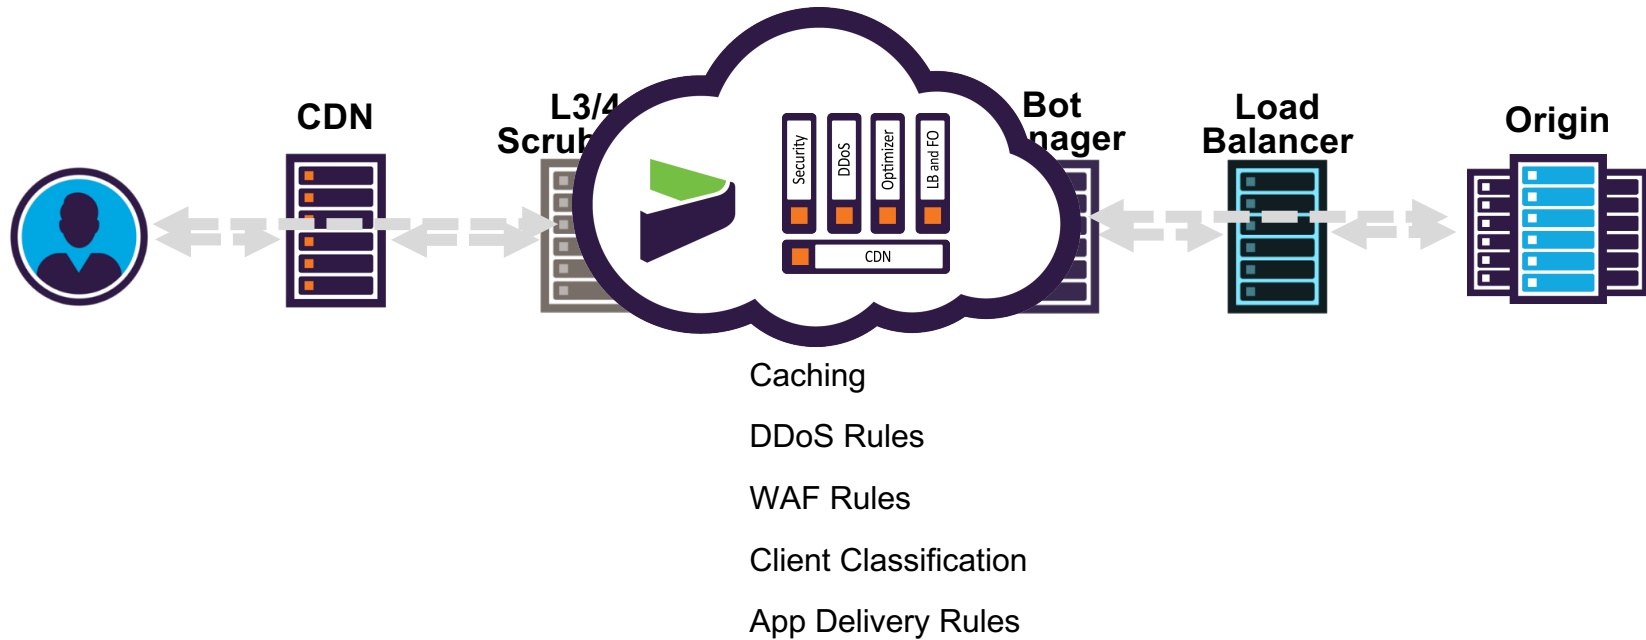 CDN
L3/4
Scrub
Bot
nager
Load
Balancer
Origin
Security
DDoS
Optimizer
LB and FO
CDN
Caching
DDoS Rules
WAF Rules
Client Classification
App Delivery Rules